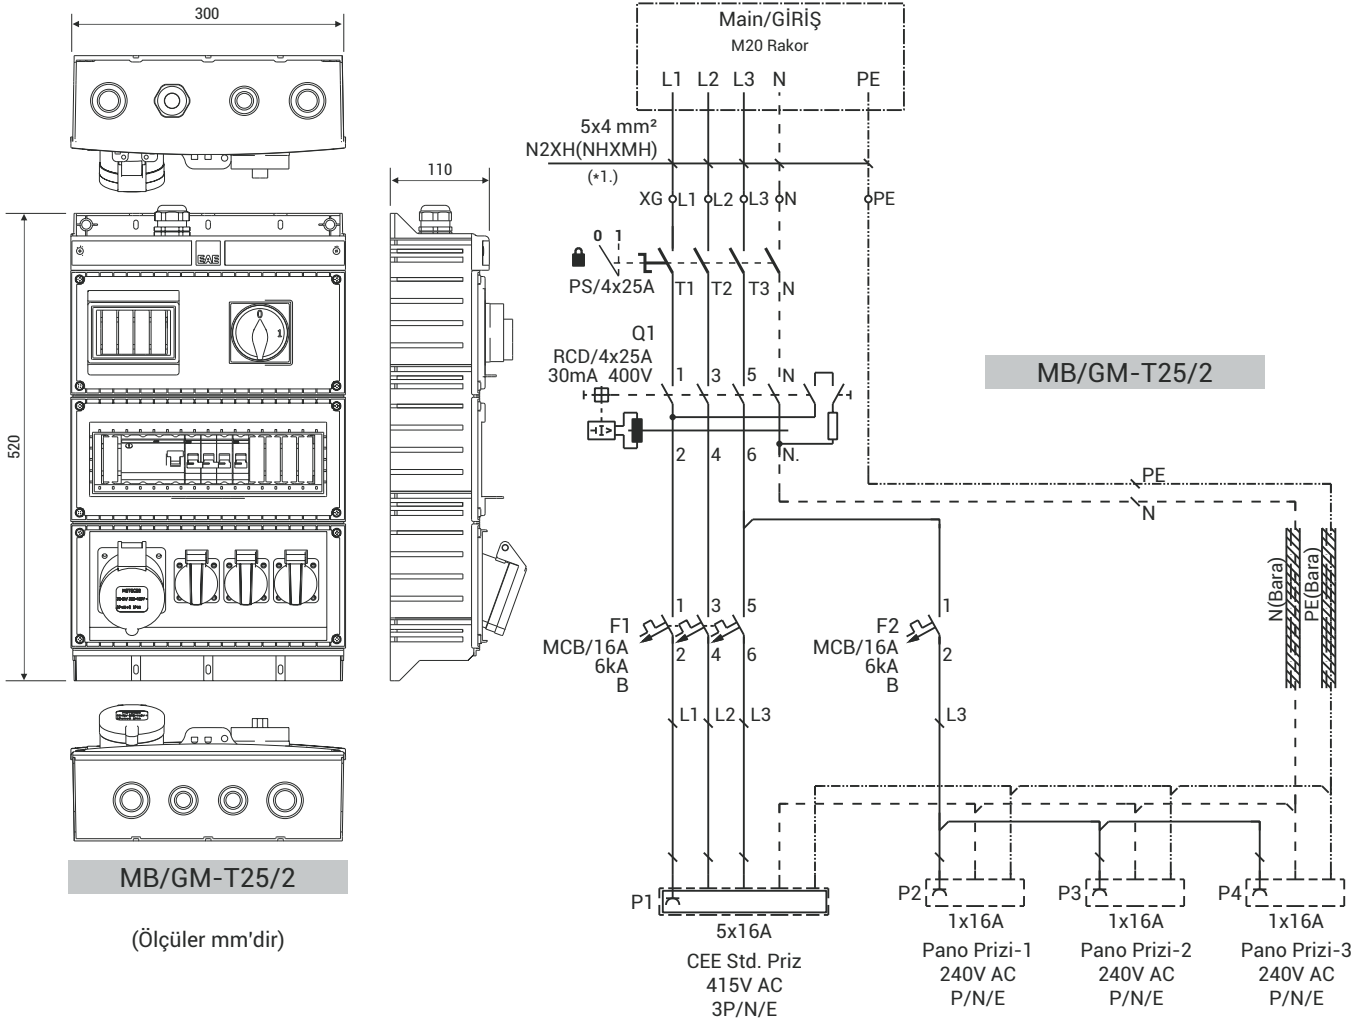 300
110
520
EAE
0
1
MB/GM-T25/2
(Ölçüler mm'dir)
Main/GİRİŞ
M20 Rakor
L1 L2 L3 N PE
5x4 mm²
N2XH(NHXMH)
(*1.)
XG L1 L2 L3 N PE
0 1
PS/4x25A T1 T2 T3 N
Q1
RCD/4x25A
30mA 400V
1 3 5 N
2 4 6 N.
MB/GM-T25/2
PE
N
N(Bara)
PE(Bara)
F1
MCB/16A
6kA
B
1 3 5
2 4 6
F2
MCB/16A
6kA
B
1
2
L1 L2 L3
L3
P1
5x16A
CEE Std. Priz
415V AC
3P/N/E
P2
1x16A
Pano Prizi-1
240V AC
P/N/E
P3
1x16A
Pano Prizi-2
240V AC
P/N/E
P4
1x16A
Pano Prizi-3
240V AC
P/N/E